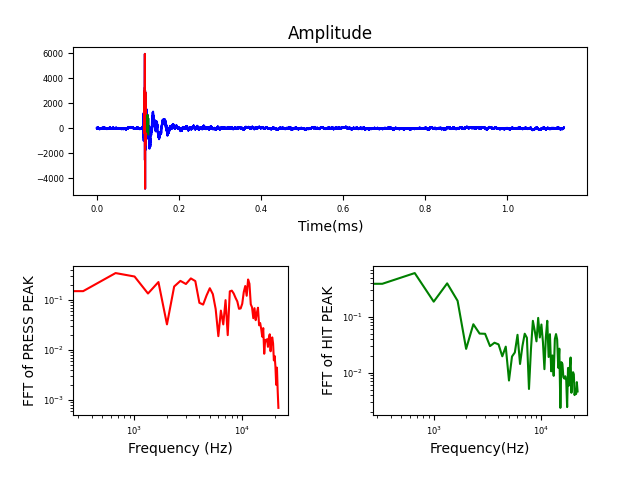 Amplitude
6000
4000
2000
0
−2000
−4000
0.0 0.2 0.4 0.6 0.8 1.0
Time(ms)
FFT of PRESS PEAK
10⁻¹
10⁻²
10⁻³
10³ 10⁴
Frequency (Hz)
FFT of HIT PEAK
10⁻¹
10⁻²
10³ 10⁴
Frequency(Hz)